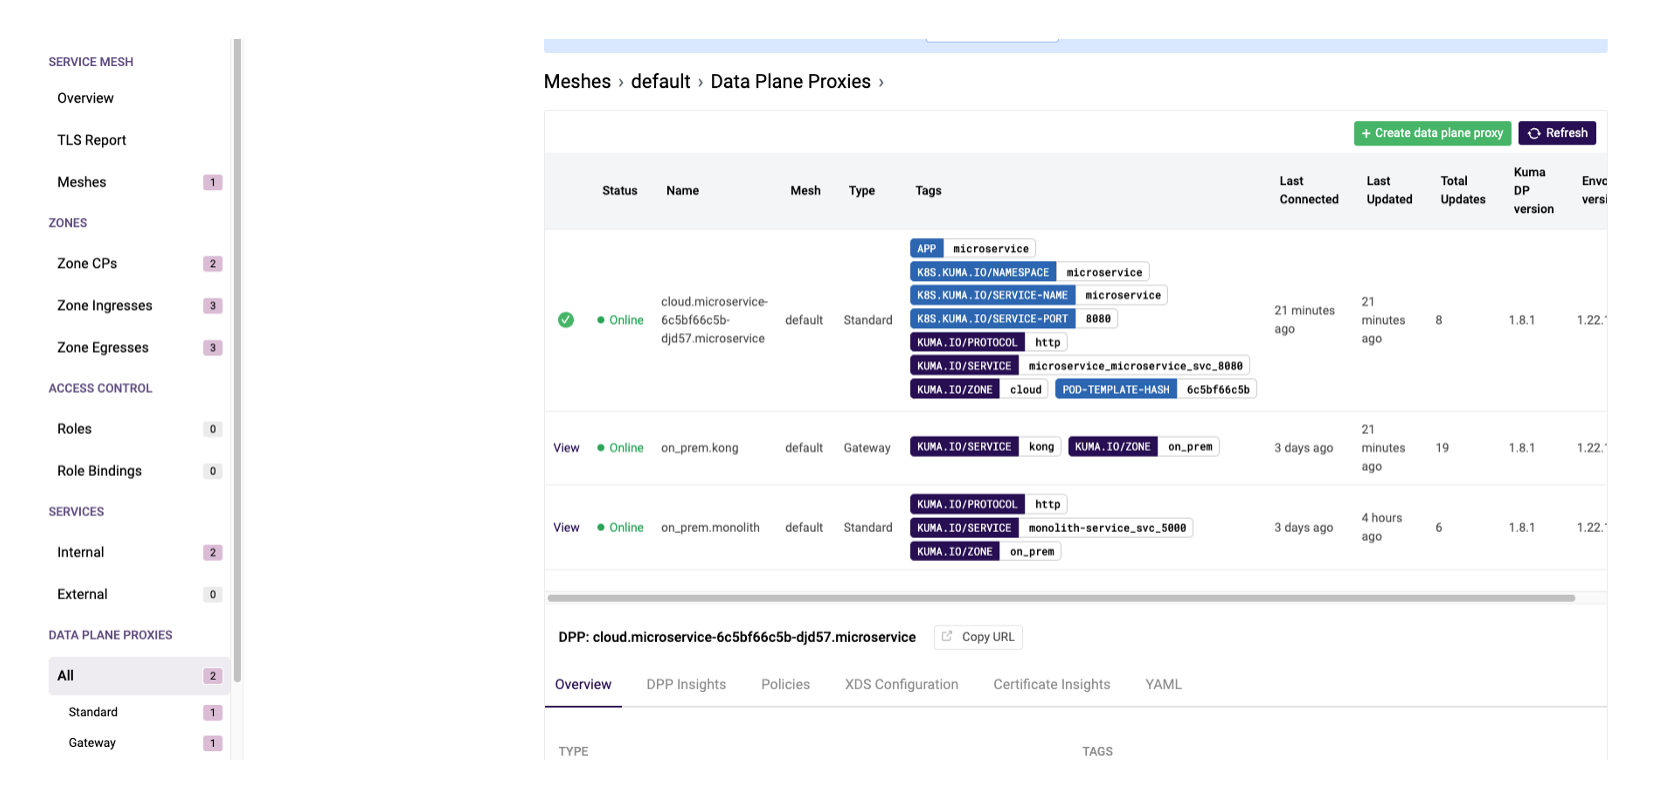 SERVICE MESH
Overview
TLS Report
Meshes 1
ZONES
Zone CPs 2
Zone Ingresses 3
Zone Egresses 3
ACCESS CONTROL
Roles 0
Role Bindings 0
SERVICES
Internal 2
External 0
DATA PLANE PROXIES
All 2
Standard 1
Gateway 1
Meshes › default › Data Plane Proxies ›
+ Create data plane proxy Refresh
Status Name Mesh Type Tags Last Connected Last Updated Total Updates Kuma DP version
Online
cloud.microservice-
6c5bf66c5b-
djd57.microservice
default
Standard
APP microservice
K8S.KUMA.IO/NAMESPACE microservice
K8S.KUMA.IO/SERVICE-NAME microservice
K8S.KUMA.IO/SERVICE-PORT 8080
KUMA.IO/PROTOCOL http
KUMA.IO/SERVICE microservice_microservice_svc_8080
KUMA.IO/ZONE cloud POD-TEMPLATE-HASH 6c5bf66c5b
21 minutes
ago
21
minutes
ago
8
1.8.1
1.22.
View Online on_prem.kong default Gateway
KUMA.IO/SERVICE kong KUMA.IO/ZONE on_prem
3 days ago
21
minutes
ago
19
1.8.1
1.22.
View Online on_prem.monolith default Standard
KUMA.IO/PROTOCOL http
KUMA.IO/SERVICE monolith-service_svc_5000
KUMA.IO/ZONE on_prem
3 days ago
4 hours
ago
6
1.8.1
1.22.
DPP: cloud.microservice-6c5bf66c5b-djd57.microservice Copy URL
Overview DPP Insights Policies XDS Configuration Certificate Insights YAML
TYPE TAGS